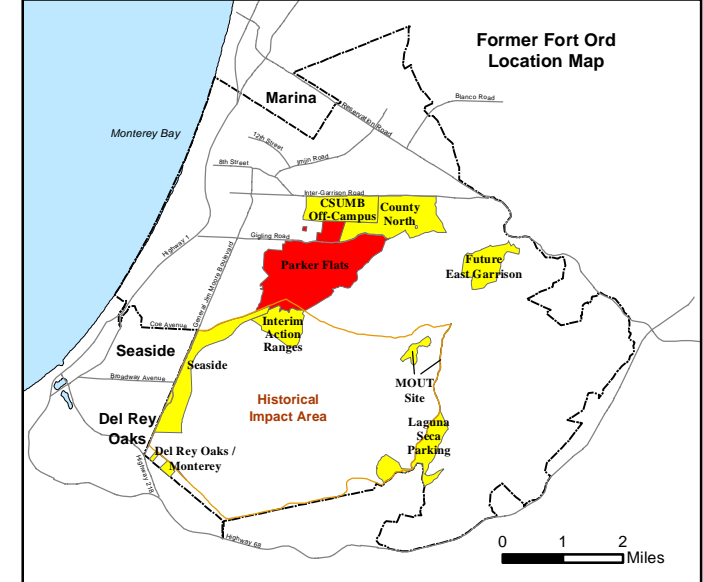 Former Fort Ord
Location Map
Marina
Blanco Road
Reservation Road
Monterey Bay
12th Street
Imjin Road
8th Street
Inter-Garrison Road
CSUMB
Off-Campus
County
North
Gigling Road
Highway 1
General Jim Moore Boulevard
Parker Flats
Future
East Garrison
Coe Avenue
Interim
Action
Ranges
Seaside
Seaside
Broadway Avenue
MOUT
Site
Historical
Impact Area
Del Rey
Oaks
Laguna
Seca
Parking
Del Rey Oaks /
Monterey
Highway 218
Highway 68
0 1 2
Miles